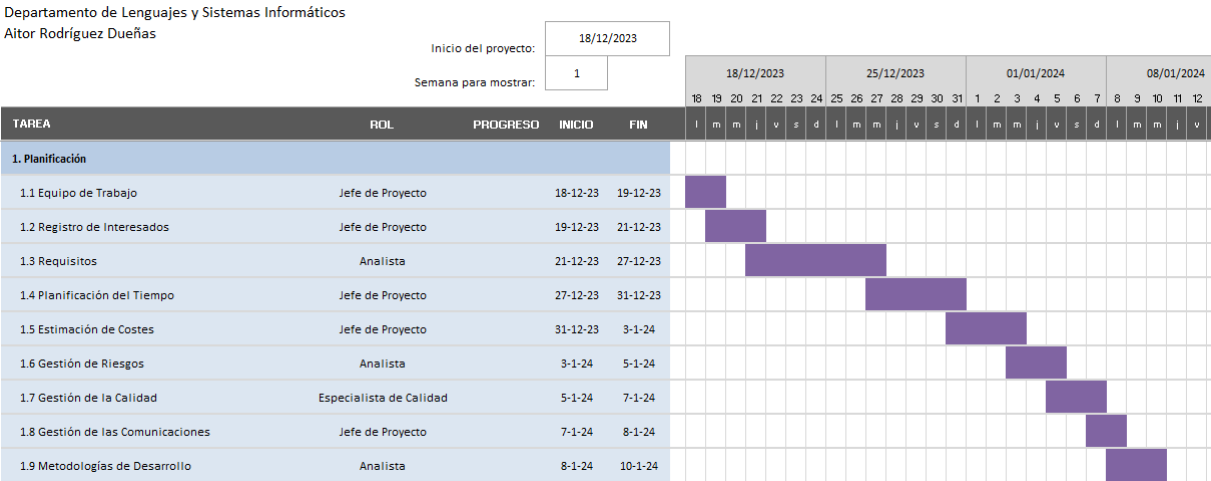 Departamento de Lenguajes y Sistemas Informáticos
Aitor Rodríguez Dueñas
Inicio del proyecto: 18/12/2023
Semana para mostrar: 1
18/12/2023 25/12/2023 01/01/2024 08/01/2024
18 19 20 21 22 23 24 25 26 27 28 29 30 31 1 2 3 4 5 6 7 8 9 10 11 12
TAREA ROL PROGRESO INICIO FIN l m m j v s d l m m j v s d l m m j v s d l m m j v
1. Planificación
1.1 Equipo de Trabajo Jefe de Proyecto 18-12-23 19-12-23
1.2 Registro de Interesados Jefe de Proyecto 19-12-23 21-12-23
1.3 Requisitos Analista 21-12-23 27-12-23
1.4 Planificación del Tiempo Jefe de Proyecto 27-12-23 31-12-23
1.5 Estimación de Costes Jefe de Proyecto 31-12-23 3-1-24
1.6 Gestión de Riesgos Analista 3-1-24 5-1-24
1.7 Gestión de la Calidad Especialista de Calidad 5-1-24 7-1-24
1.8 Gestión de las Comunicaciones Jefe de Proyecto 7-1-24 8-1-24
1.9 Metodologías de Desarrollo Analista 8-1-24 10-1-24